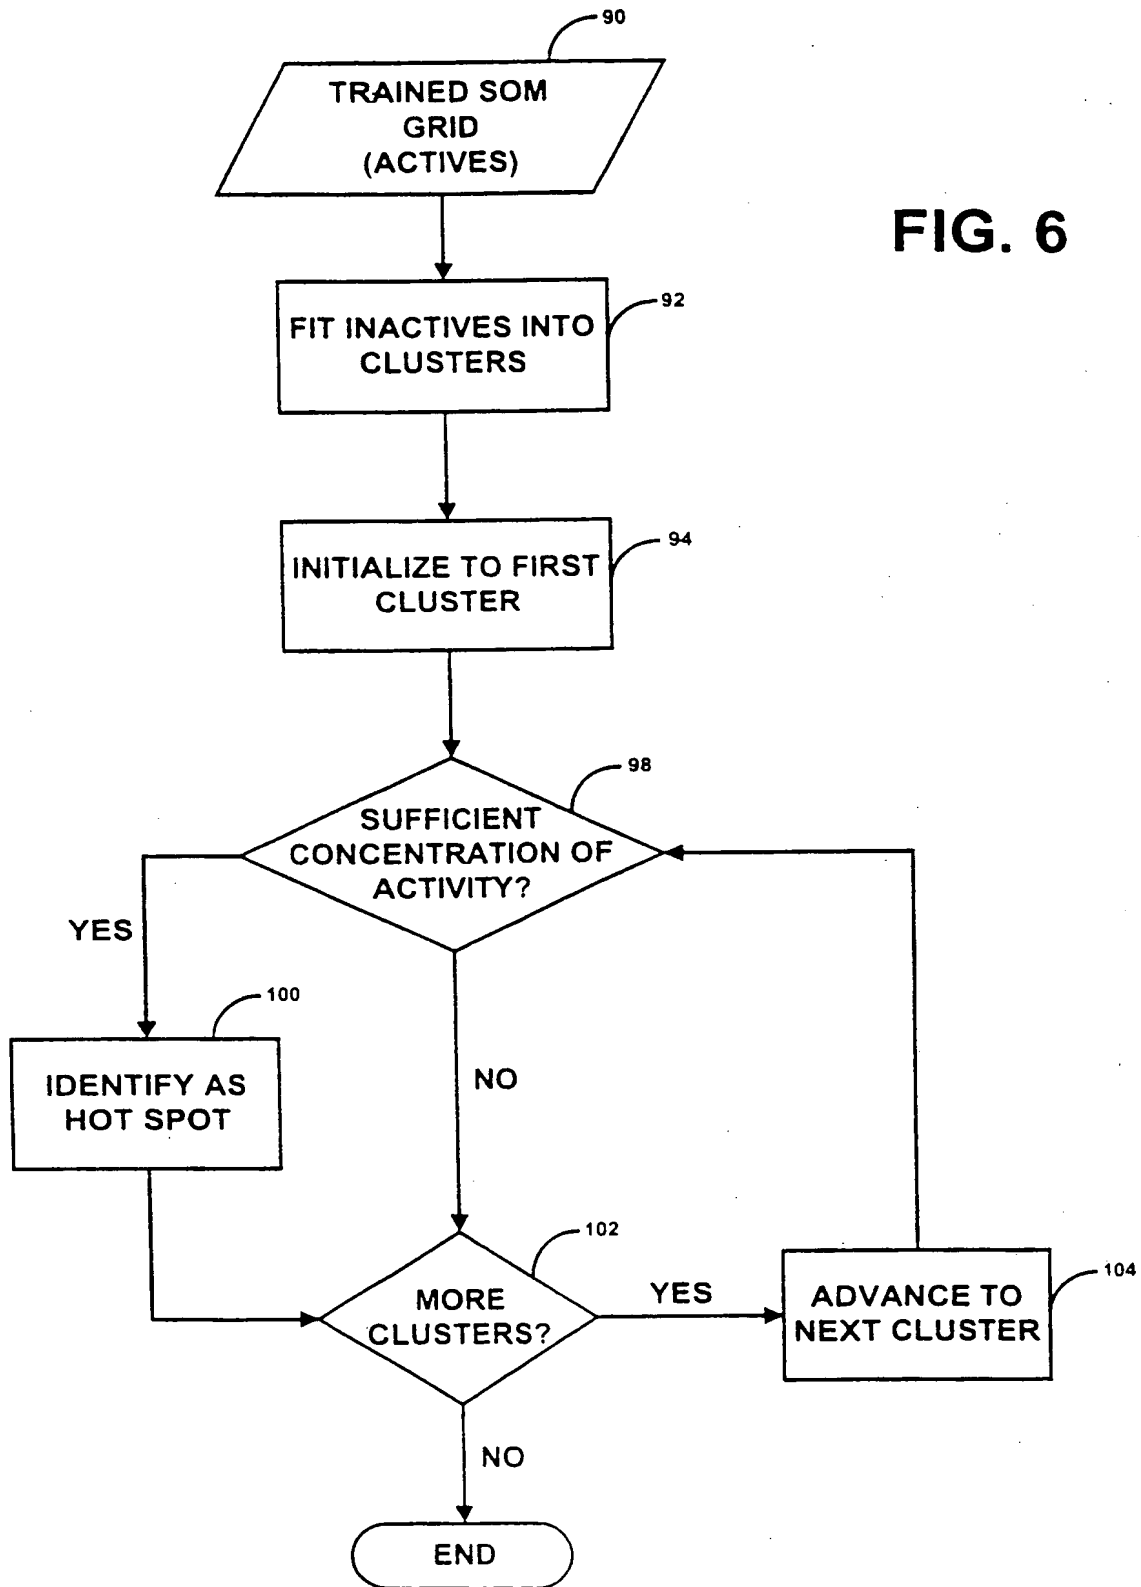 90
TRAINED SOM
GRID
(ACTIVES)
FIG. 6
92
FIT INACTIVES INTO
CLUSTERS
94
INITIALIZE TO FIRST
CLUSTER
98
SUFFICIENT
CONCENTRATION OF
ACTIVITY?
YES
100
IDENTIFY AS
HOT SPOT
NO
102
MORE
CLUSTERS?
YES
104
ADVANCE TO
NEXT CLUSTER
NO
END